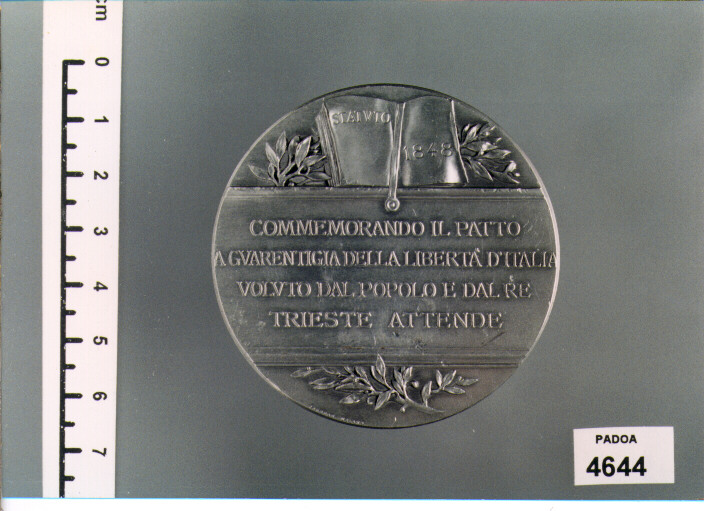 cm
0
1
2
3
4
5
6
7
STATVTO
1848
COMMEMORANDO IL PATTO
A GVARENTIGIA DELLA LIBERTÀ D'ITALIA
VOLVTO DAL POPOLO E DAL RE
TRIESTE ATTENDE
PADOA
4644